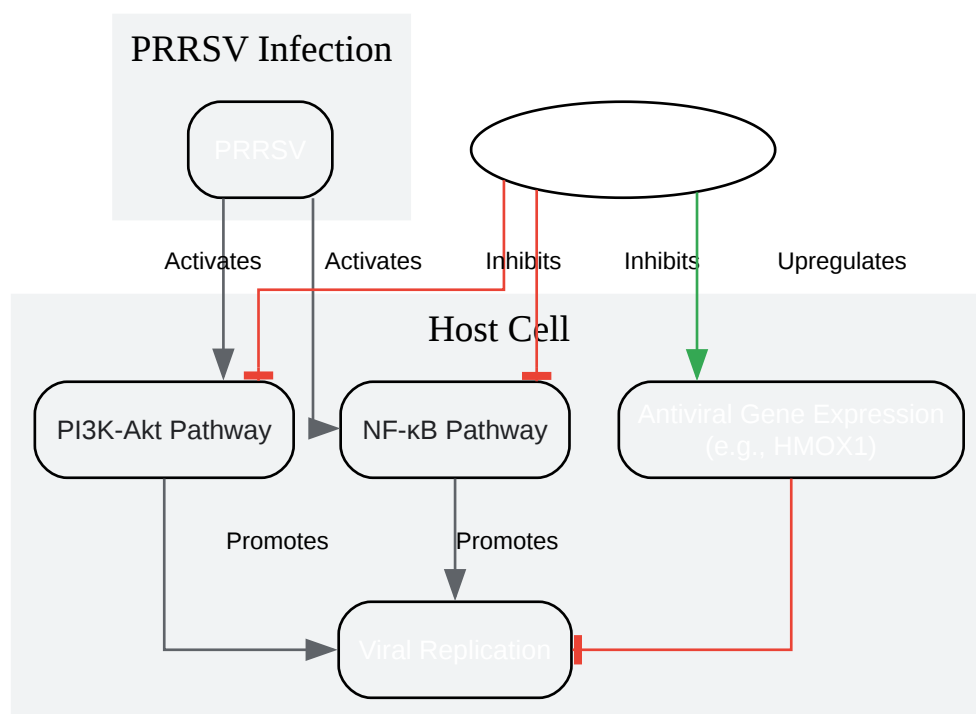 PRRSV Infection
PRRSV
Activates
Activates
Inhibits
Inhibits
Upregulates
Host Cell
PI3K-Akt Pathway
NF-κB Pathway
Antiviral Gene Expression
(e.g., HMOX1)
Promotes
Promotes
Viral Replication